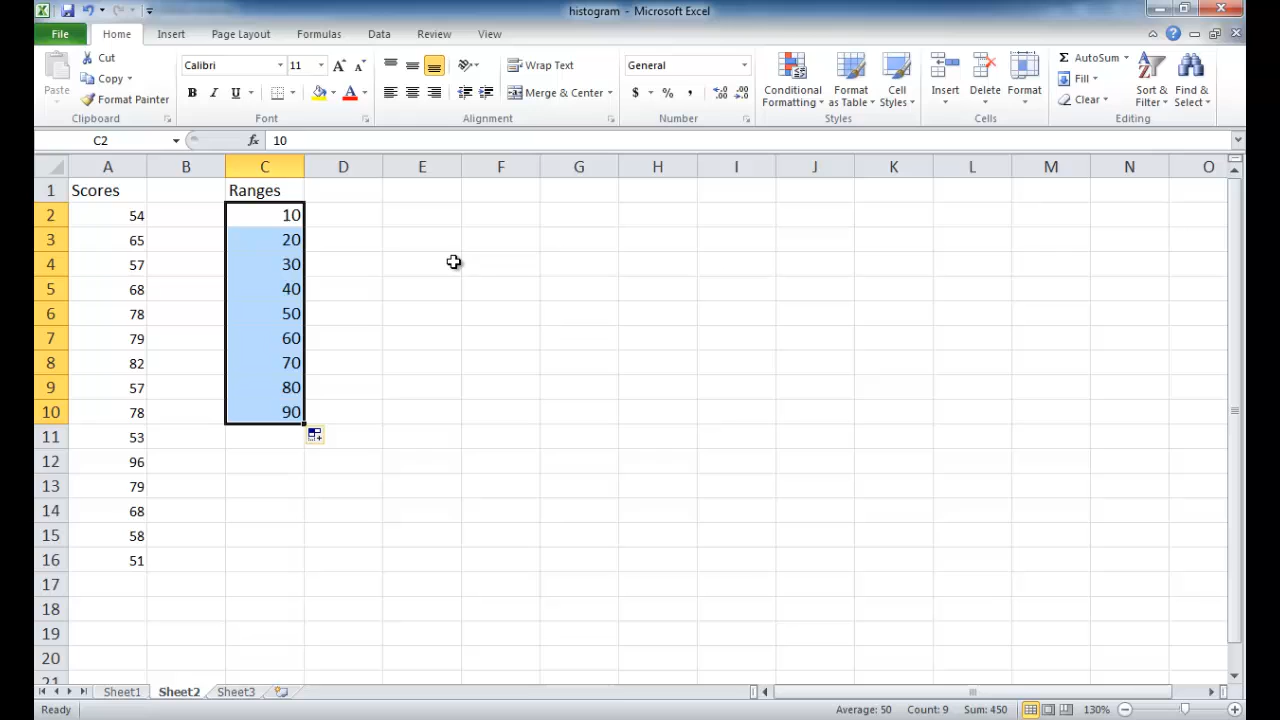 histogram - Microsoft Excel
File Home Insert Page Layout Formulas Data Review View
Paste
Cut
Copy
Format Painter
Clipboard
Calibri 11
B I U
Font
Wrap Text
Merge & Center
Alignment
General
$ % ,
Number
Conditional Formatting
Format as Table
Cell Styles
Styles
Insert
Delete
Format
Cells
AutoSum
Fill
Clear
Sort & Filter
Find & Select
Editing
C2 fx 10
A B C D E F G H I J K L M N O
1 Scores Ranges
2 54 10
3 65 20
4 57 30
5 68 40
6 78 50
7 79 60
8 82 70
9 57 80
10 78 90
11 53
12 96
13 79
14 68
15 58
16 51
17
18
19
20
21
Sheet1 Sheet2 Sheet3
Ready Average: 50 Count: 9 Sum: 450 130%